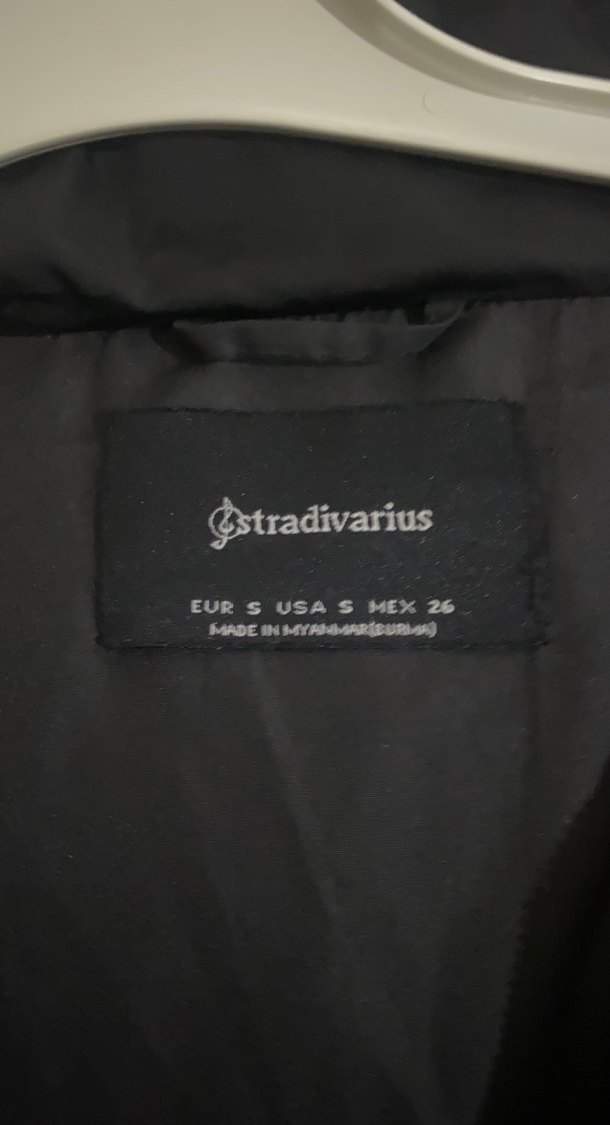 stradivarius
EUR S USA S MEX 26
MADE IN MYANMAR(BURMA)